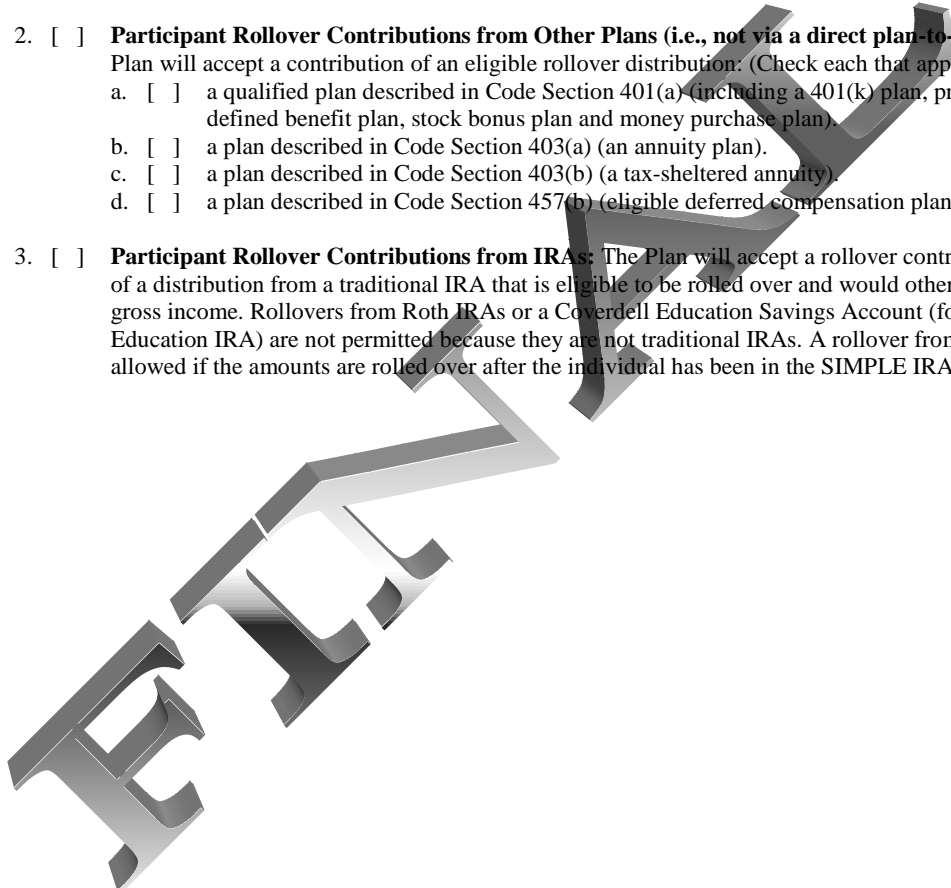 2. [ ] Participant Rollover Contributions from Other Plans (i.e., not via a direct plan-to-
Plan will accept a contribution of an eligible rollover distribution: (Check each that app
a. [ ] a qualified plan described in Code Section 401(a) (including a 401(k) plan, pr
defined benefit plan, stock bonus plan and money purchase plan).
b. [ ] a plan described in Code Section 403(a) (an annuity plan).
c. [ ] a plan described in Code Section 403(b) (a tax-sheltered annuity).
d. [ ] a plan described in Code Section 457(b) (eligible deferred compensation plan
3. [ ] Participant Rollover Contributions from IRAs: The Plan will accept a rollover contr
of a distribution from a traditional IRA that is eligible to be rolled over and would other
gross income. Rollovers from Roth IRAs or a Coverdell Education Savings Account (fo
Education IRA) are not permitted because they are not traditional IRAs. A rollover from
allowed if the amounts are rolled over after the individual has been in the SIMPLE IRA
FINAL